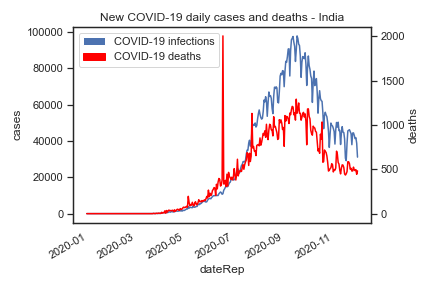 New COVID-19 daily cases and deaths - India
COVID-19 infections
COVID-19 deaths
100000
80000
60000
40000
20000
0
cases
2000
1500
1000
500
0
deaths
2020-01
2020-03
2020-05
2020-07
2020-09
2020-11
dateRep